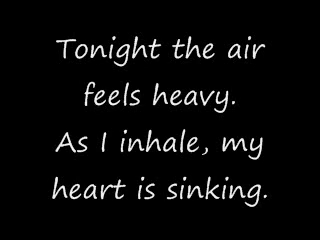 Tonight the air
feels heavy.
As I inhale, my
heart is sinking.